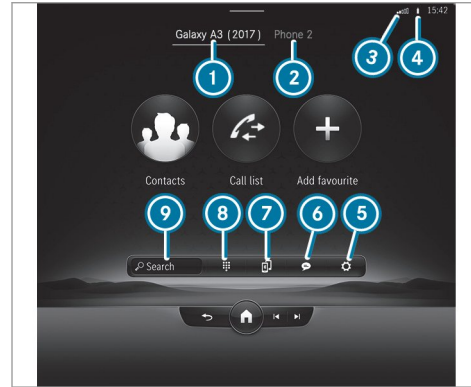 15:42
Galaxy A3 (2017) Phone 2
3 4
1 2
Contacts Call list Add favourite
9 8 7 6 5
Search